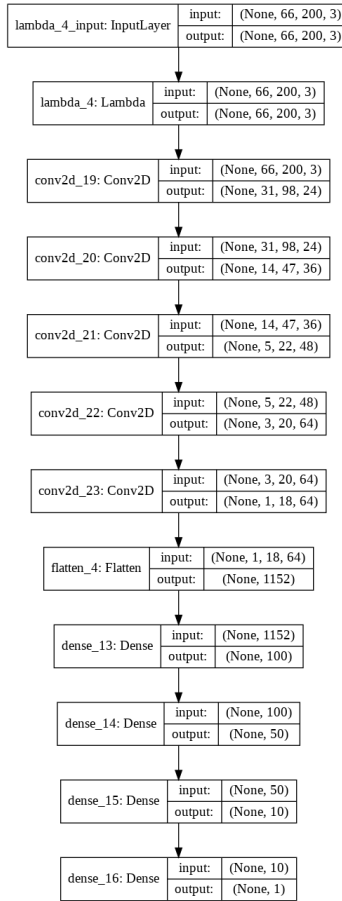 lambda_4_input: InputLayer
input: (None, 66, 200, 3)
output: (None, 66, 200, 3)
lambda_4: Lambda
input: (None, 66, 200, 3)
output: (None, 66, 200, 3)
conv2d_19: Conv2D
input: (None, 66, 200, 3)
output: (None, 31, 98, 24)
conv2d_20: Conv2D
input: (None, 31, 98, 24)
output: (None, 14, 47, 36)
conv2d_21: Conv2D
input: (None, 14, 47, 36)
output: (None, 5, 22, 48)
conv2d_22: Conv2D
input: (None, 5, 22, 48)
output: (None, 3, 20, 64)
conv2d_23: Conv2D
input: (None, 3, 20, 64)
output: (None, 1, 18, 64)
flatten_4: Flatten
input: (None, 1, 18, 64)
output: (None, 1152)
dense_13: Dense
input: (None, 1152)
output: (None, 100)
dense_14: Dense
input: (None, 100)
output: (None, 50)
dense_15: Dense
input: (None, 50)
output: (None, 10)
dense_16: Dense
input: (None, 10)
output: (None, 1)